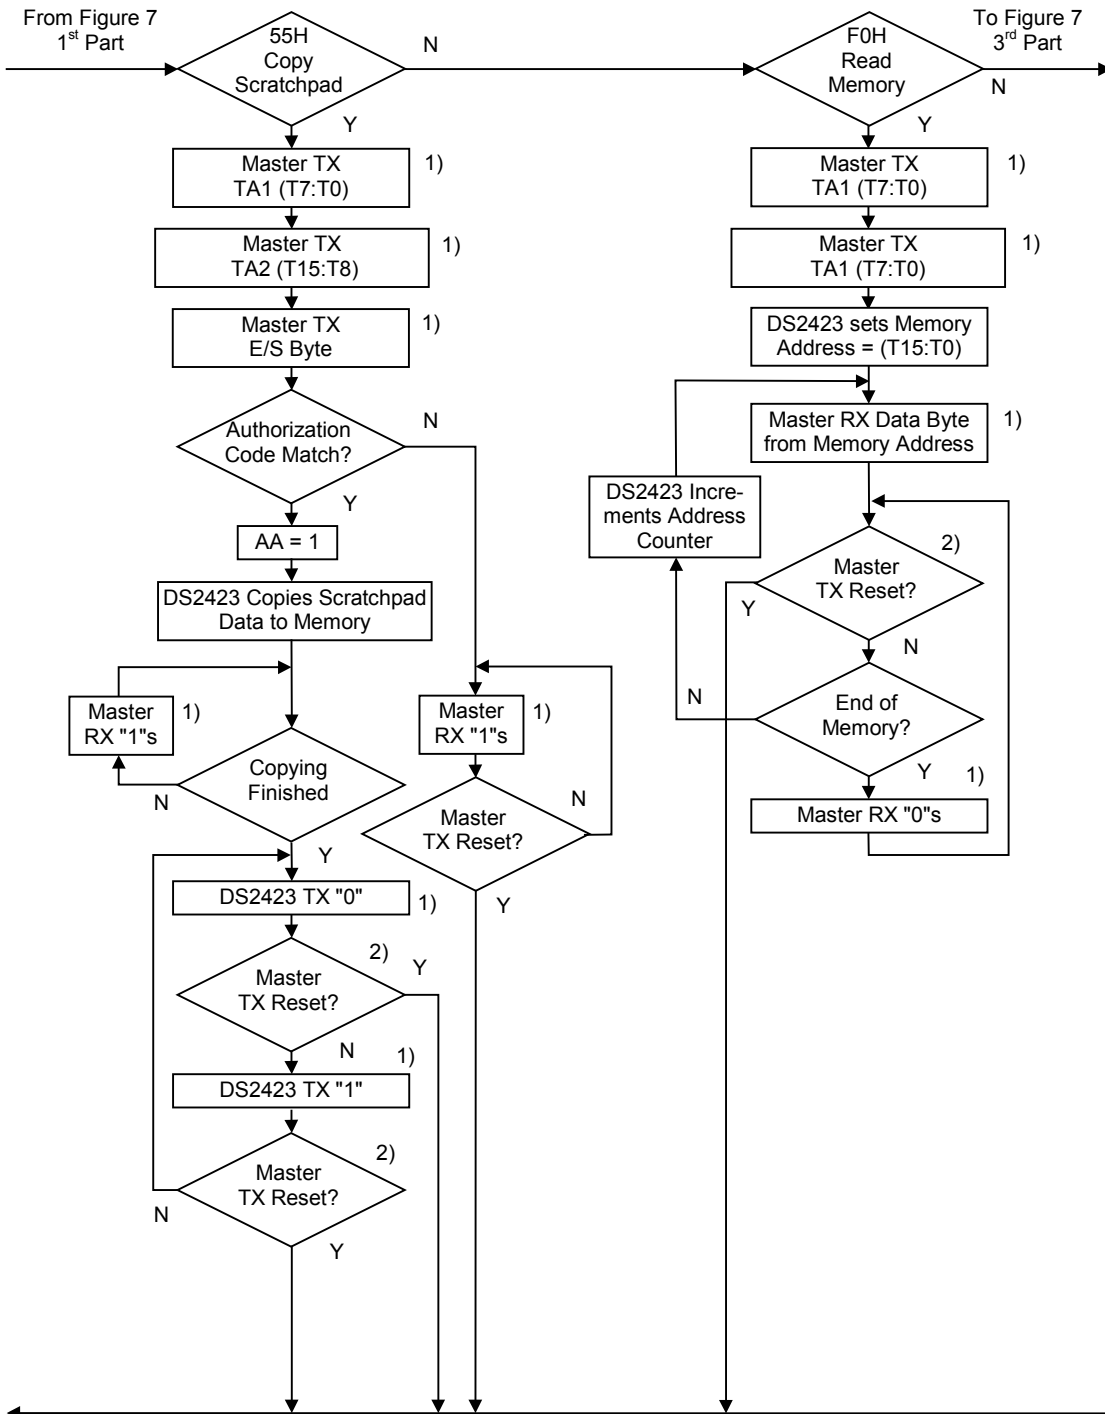 From Figure 7
1st Part
55H
Copy
Scratchpad
N
Y
F0H
Read
Memory
N
Y
To Figure 7
3rd Part
Master TX
TA1 (T7:T0)
1)
Master TX
TA2 (T15:T8)
1)
Master TX
E/S Byte
1)
Authorization
Code Match?
N
Y
AA = 1
DS2423 Copies Scratchpad
Data to Memory
Master
RX "1"s
1)
Copying
Finished
N
Y
DS2423 TX "0"
1)
Master
TX Reset?
2)
Y
N
DS2423 TX "1"
1)
Master
TX Reset?
2)
N
Y
Master
RX "1"s
1)
Master
TX Reset?
N
Y
Master TX
TA1 (T7:T0)
1)
Master TX
TA1 (T7:T0)
1)
DS2423 sets Memory
Address = (T15:T0)
Master RX Data Byte
from Memory Address
1)
DS2423 Incre-
ments Address
Counter
Master
TX Reset?
2)
Y
N
End of
Memory?
N
Y
Master RX "0"s
1)